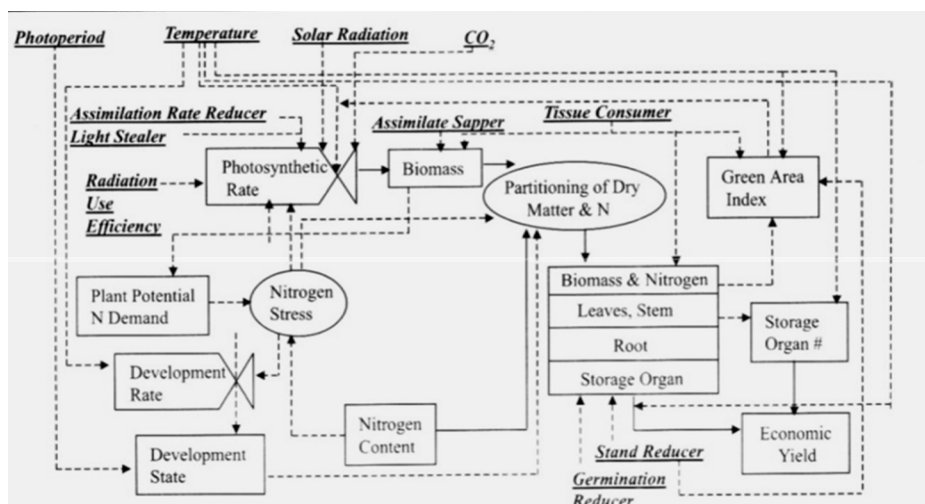 Photoperiod
Temperature
Solar Radiation
CO₂
Assimilation Rate Reducer
Light Stealer
Assimilate Sapper
Tissue Consumer
Photosynthetic
Rate
Biomass
Partitioning of Dry
Matter & N
Green Area
Index
Radiation
Use
Efficiency
Plant Potential
N Demand
Nitrogen
Stress
Biomass & Nitrogen
Leaves, Stem
Root
Storage Organ
Storage
Organ #
Development
Rate
Nitrogen
Content
Development
State
Economic
Yield
Stand Reducer
Germination
Reducer